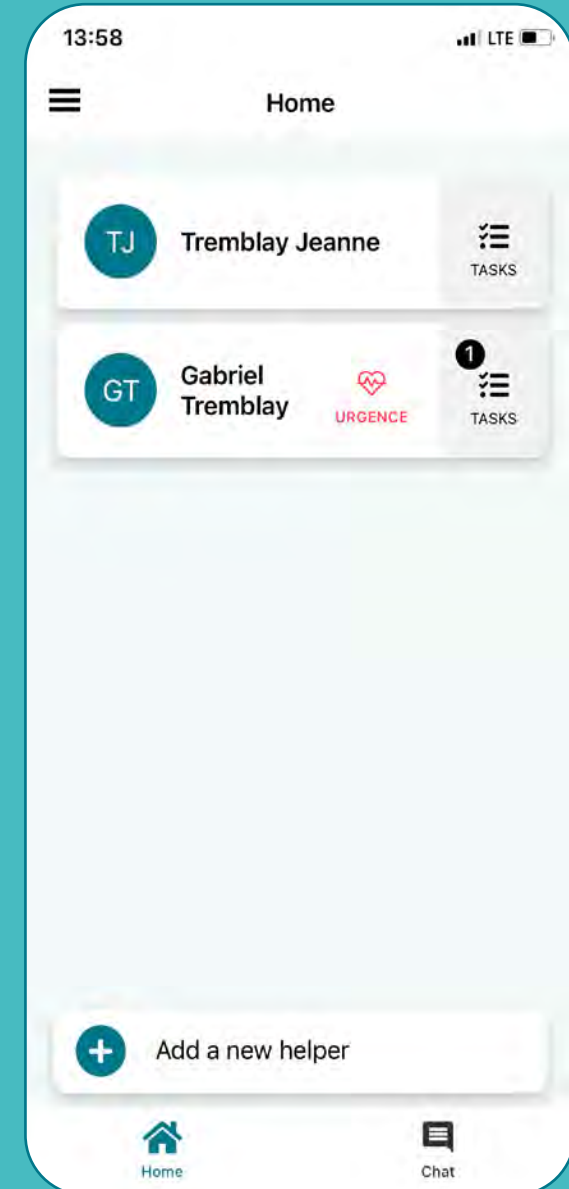 13:58 LTE
Home
TJ Tremblay Jeanne TASKS
1
GT Gabriel Tremblay URGENCE TASKS
Add a new helper
Home Chat